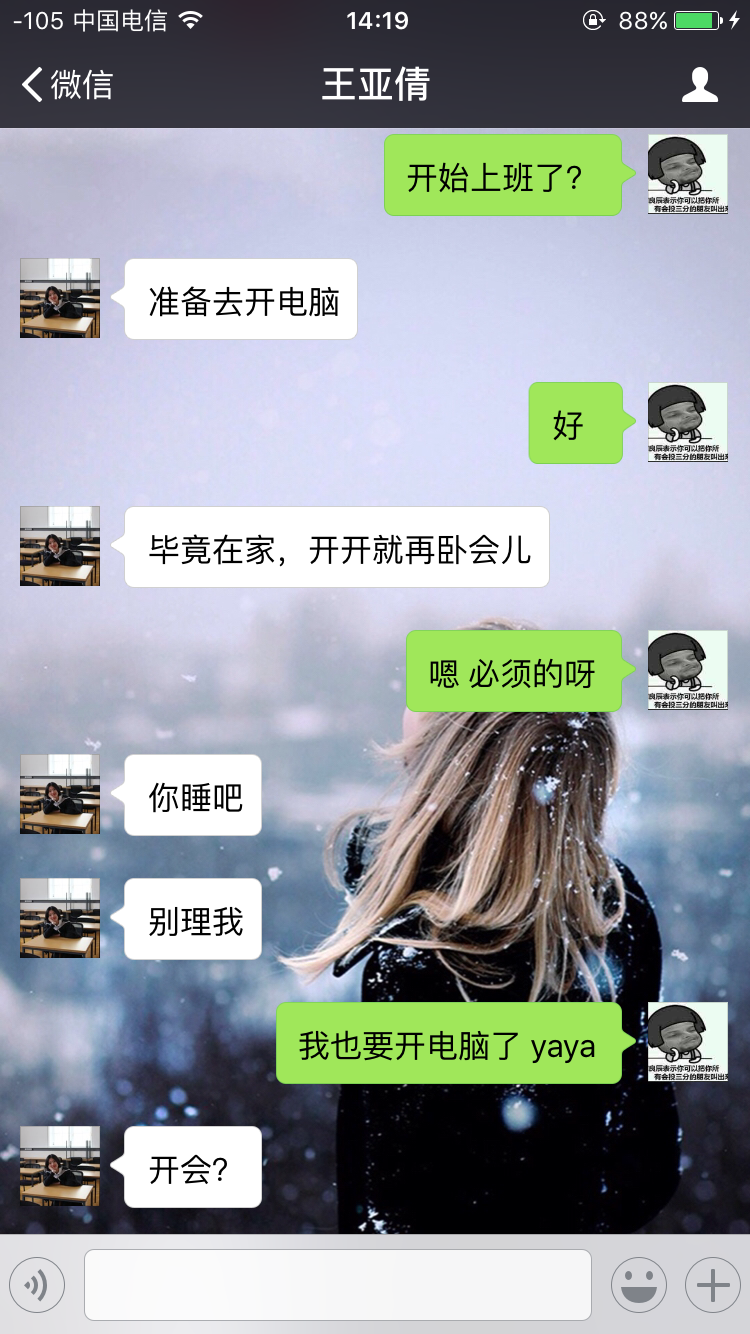 -105 中国电信 14:19 88%
微信 王亚倩
开始上班了?
准备去开电脑
好
毕竟在家，开开就再卧会儿
嗯 必须的呀
你睡吧
别理我
我也要开电脑了 yaya
开会?